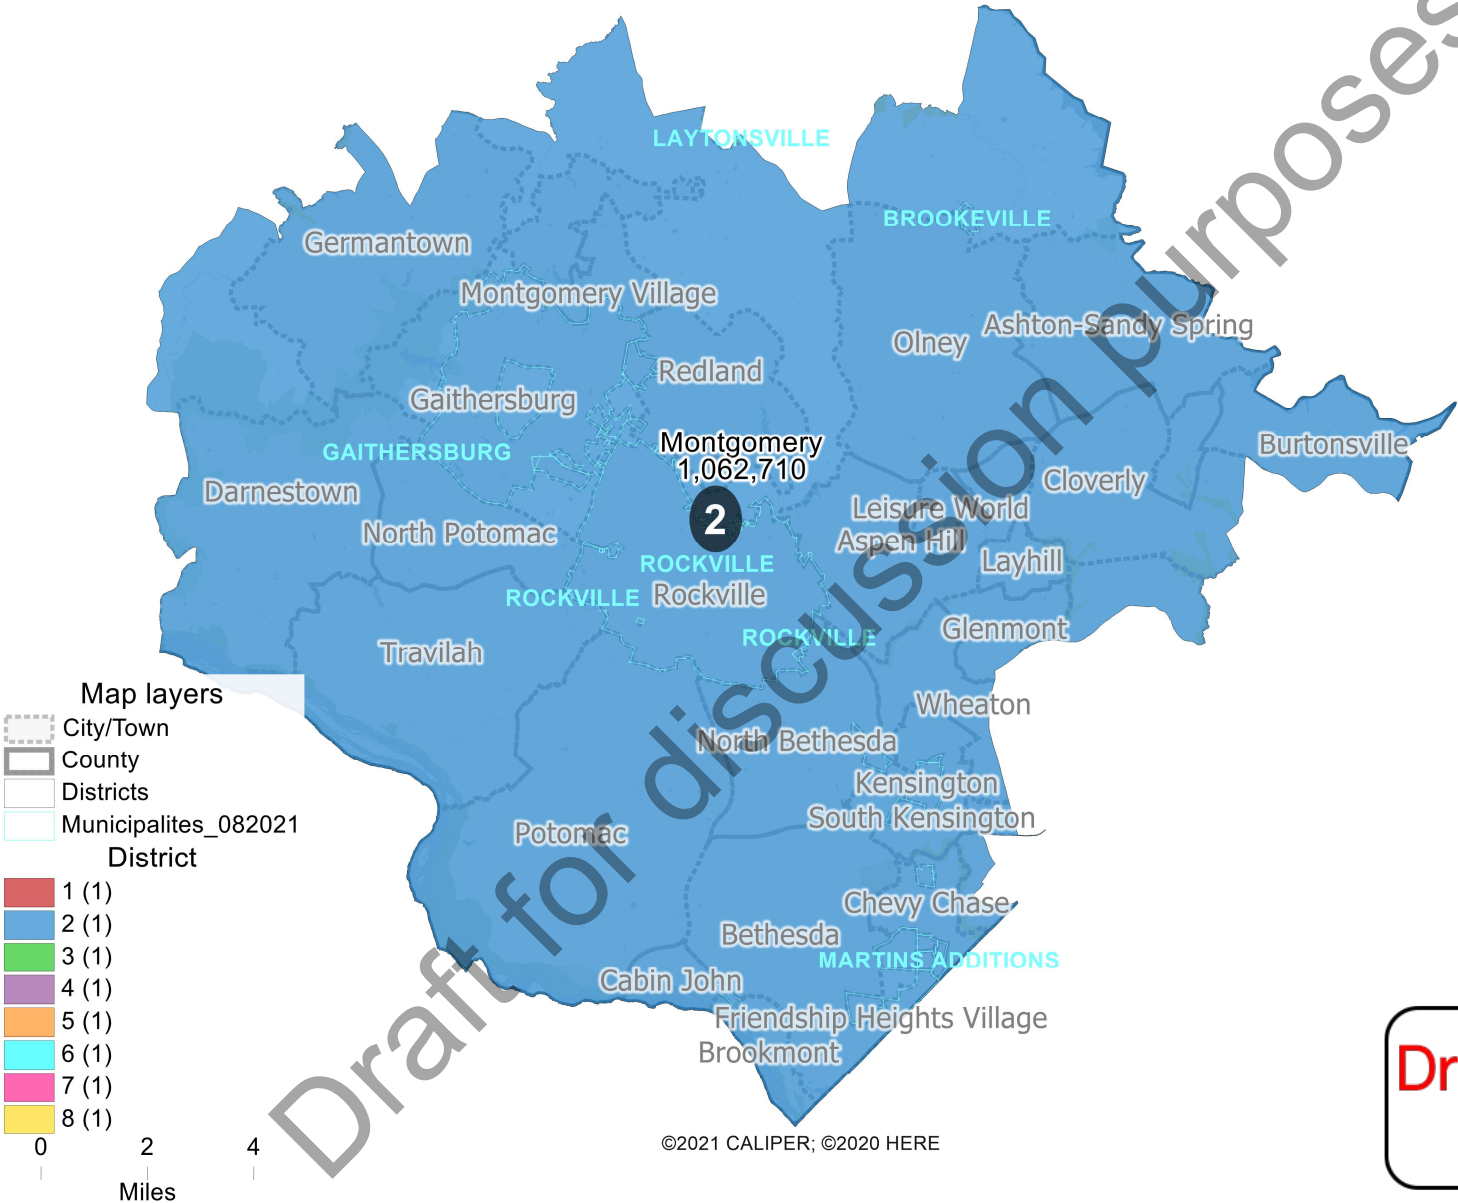 LAYTONSVILLE
BROOKEVILLE
Germantown
Montgomery Village
Ashton-Sandy Spring
Olney
Redland
Gaithersburg
Montgomery
1,062,710
GAITHERSBURG
Burtonsville
Cloverly
Darnestown
Leisure World
2
North Potomac
Aspen Hill
Layhill
ROCKVILLE
ROCKVILLE
Rockville
Glenmont
ROCKVILLE
Travilah
Wheaton
North Bethesda
Kensington
South Kensington
Potomac
Chevy Chase
Bethesda
MARTINS ADDITIONS
Cabin John
Friendship Heights Village
Brookmont
Draft for discussion purposes
Map layers
City/Town
County
Districts
Municipalites_082021
District
1 (1)
2 (1)
3 (1)
4 (1)
5 (1)
6 (1)
7 (1)
8 (1)
0 2 4
Miles
©2021 CALIPER; ©2020 HERE
Dr